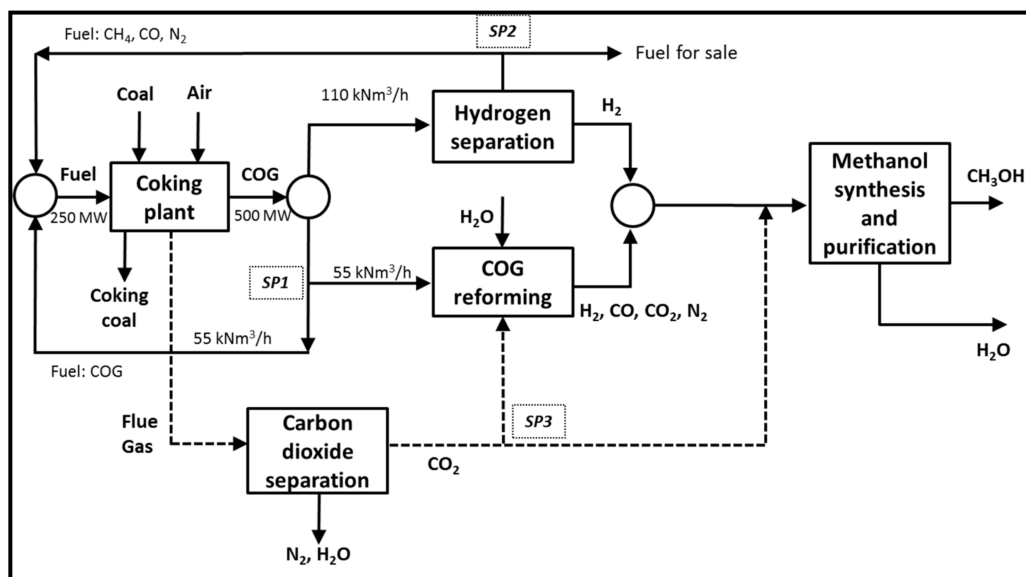 Fuel: CH₄, CO, N₂
SP2
Fuel for sale
Coal
Air
110 kNm³/h
Hydrogen
separation
H₂
Methanol
synthesis
and
purification
CH₃OH
Fuel
250 MW
Coking
plant
COG
500 MW
H₂O
SP1
55 kNm³/h
COG
reforming
H₂, CO, CO₂, N₂
Coking
coal
55 kNm³/h
Fuel: COG
H₂O
Flue
Gas
Carbon
dioxide
separation
CO₂
SP3
N₂, H₂O